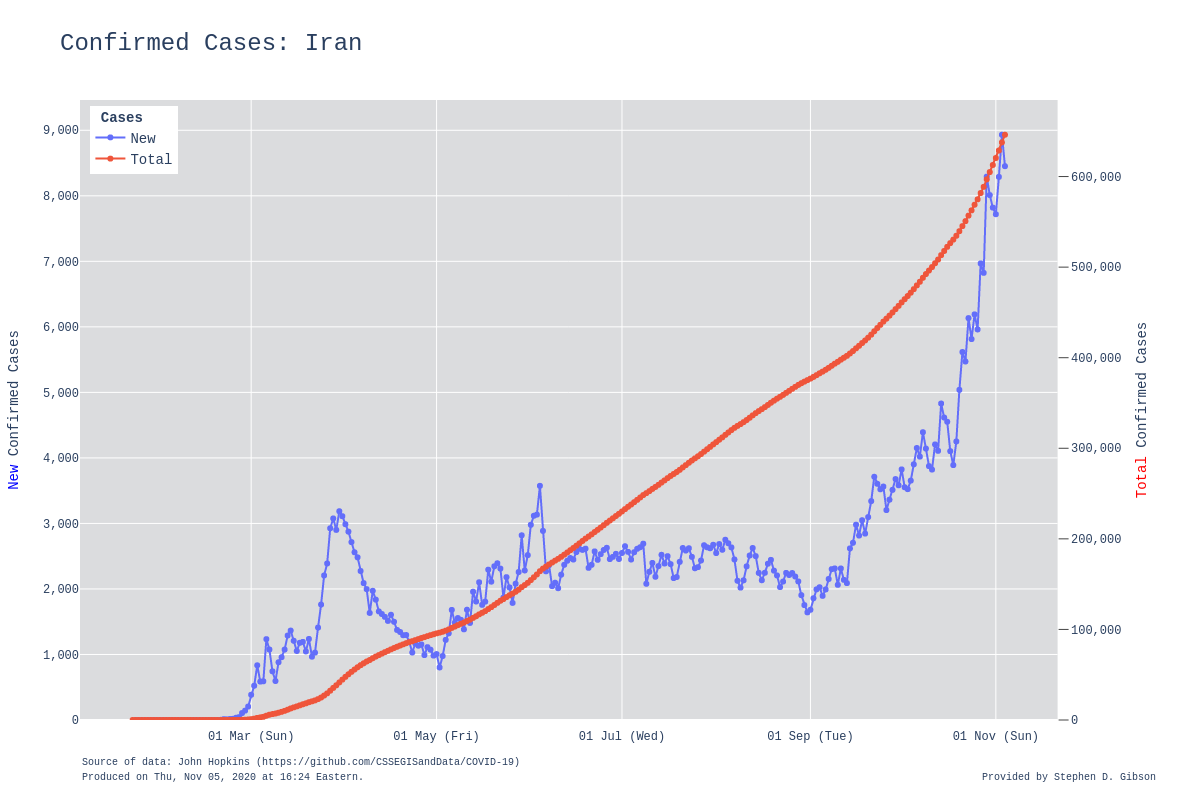 Confirmed Cases: Iran
Cases
New
Total
9,000
8,000
7,000
6,000
5,000
4,000
3,000
2,000
1,000
0
New Confirmed Cases
600,000
500,000
400,000
300,000
200,000
100,000
0
Total Confirmed Cases
01 Mar (Sun)
01 May (Fri)
01 Jul (Wed)
01 Sep (Tue)
01 Nov (Sun)
Source of data: John Hopkins (https://github.com/CSSEGISandData/COVID-19)
Produced on Thu, Nov 05, 2020 at 16:24 Eastern.
Provided by Stephen D. Gibson